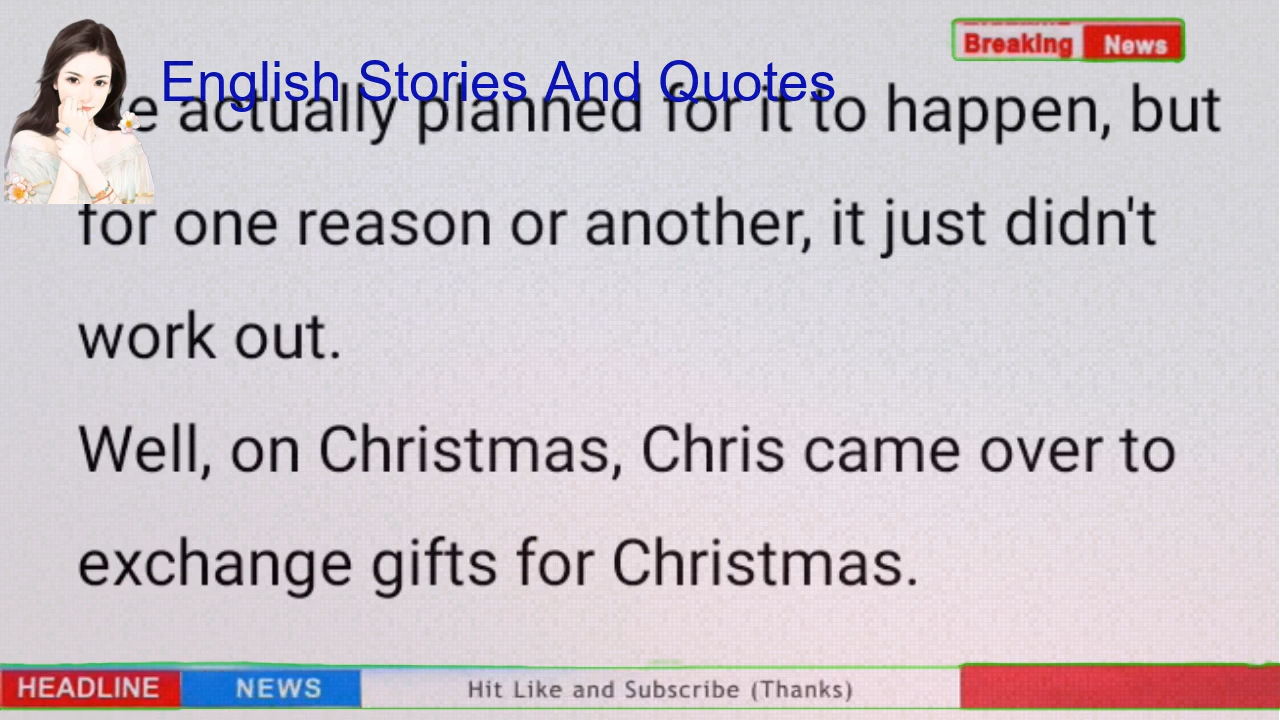 English Stories And Quotes
Breaking News
actually planned for it to happen, but
for one reason or another, it just didn't
work out.
Well, on Christmas, Chris came over to
exchange gifts for Christmas.
HEADLINE NEWS Hit Like and Subscribe (Thanks)